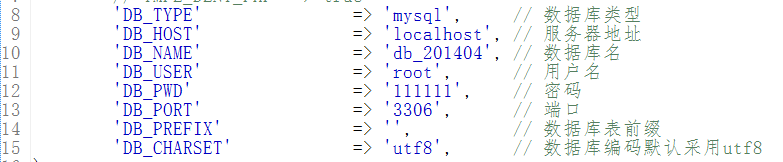 8 'DB_TYPE' => 'mysql', // 数据库类型
9 'DB_HOST' => 'localhost', // 服务器地址
10 'DB_NAME' => 'db_201404', // 数据库名
11 'DB_USER' => 'root', // 用户名
12 'DB_PWD' => '111111', // 密码
13 'DB_PORT' => '3306', // 端口
14 'DB_PREFIX' => '', // 数据库表前缀
15 'DB_CHARSET' => 'utf8', // 数据库编码默认采用utf8